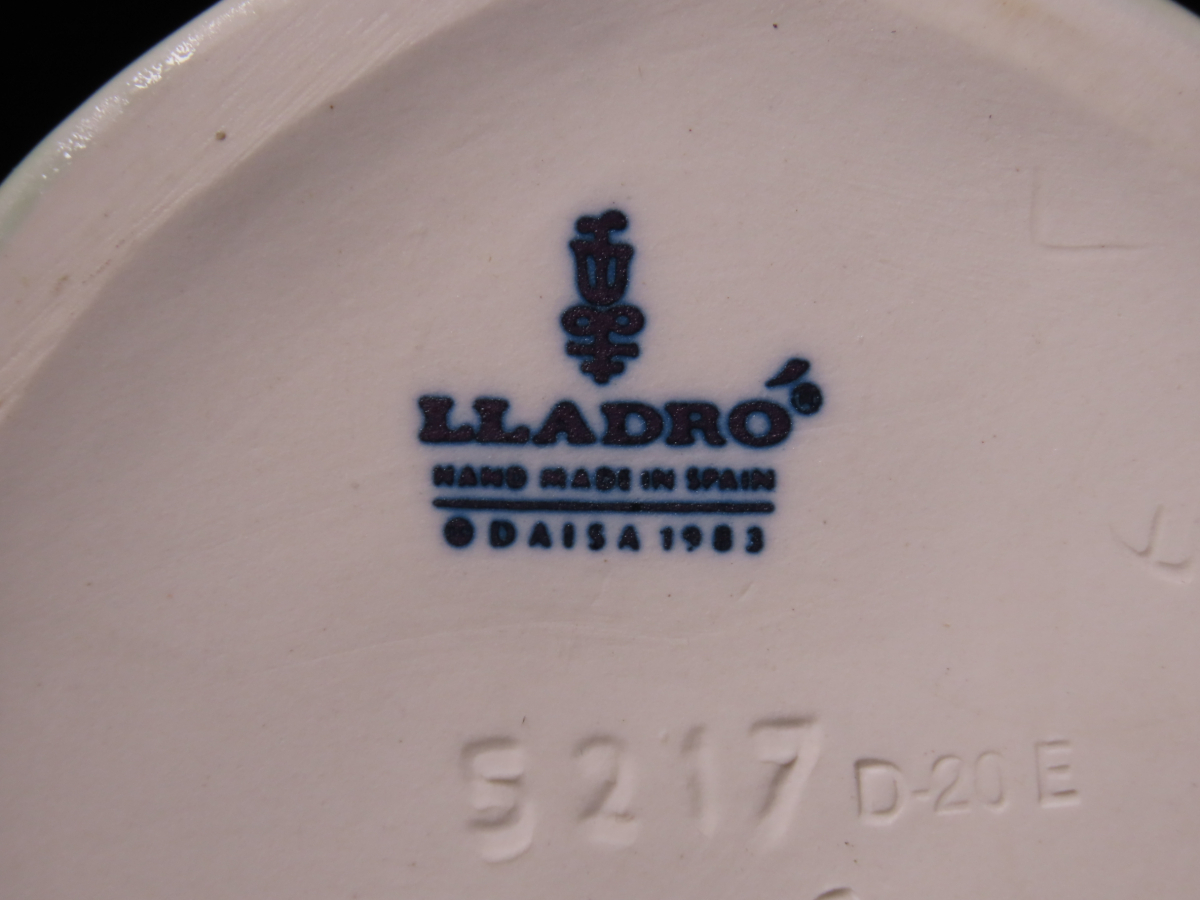 LLADRÓ®
HAND MADE IN SPAIN
© DAISA 1983
5217 D-20 E